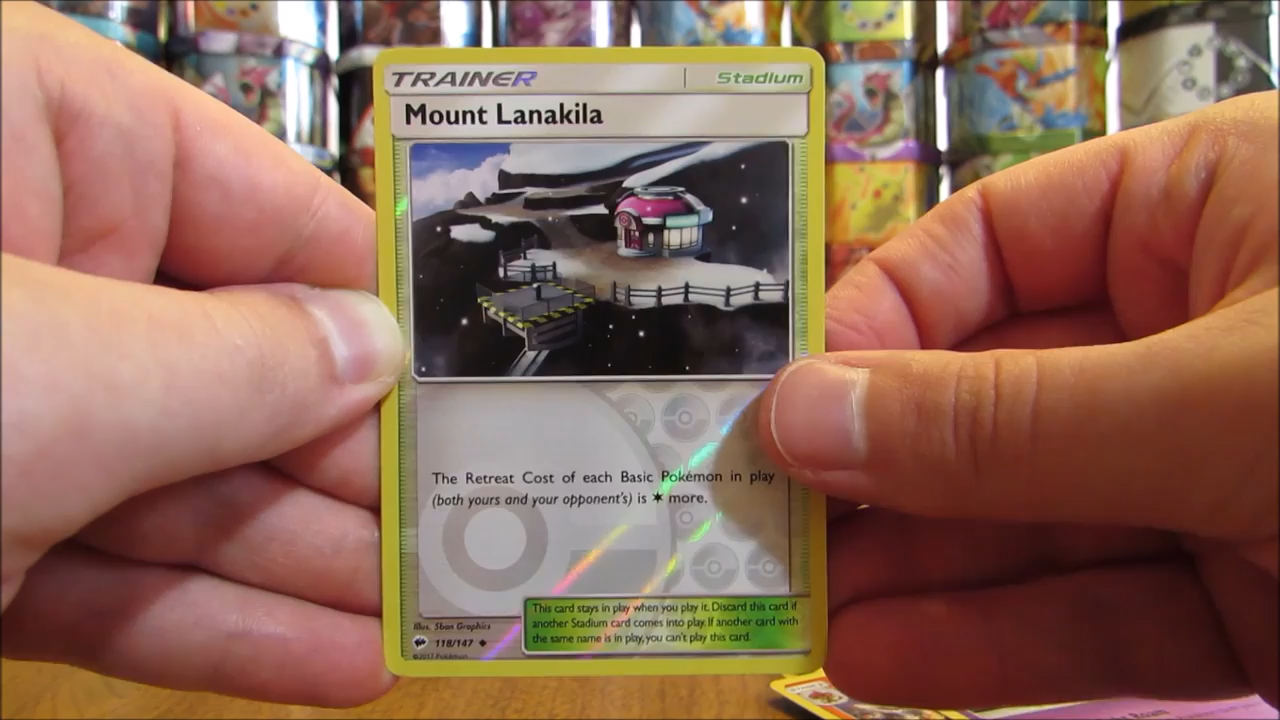 TRAINER Stadium
Mount Lanakila
The Retreat Cost of each Basic Pokémon in play
(both yours and your opponent's) is ✶ more.
This card stays in play when you play it. Discard this card if
another Stadium card comes into play. If another card with
the same name is in play, you can't play this card.
Illus. 5ban Graphics
118/147 ◆
©2017 Pokémon